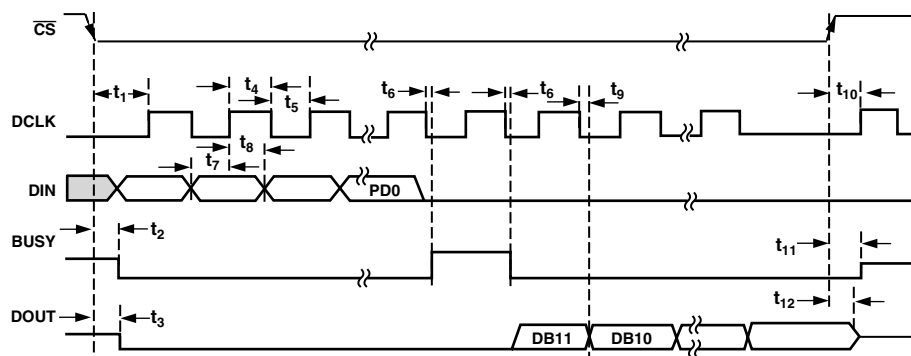 CS
t1 t4 t5 t6 t6 t9 t10
DCLK
t7 t8
DIN PD0
BUSY t2 t11
t12
DOUT t3 DB11 DB10